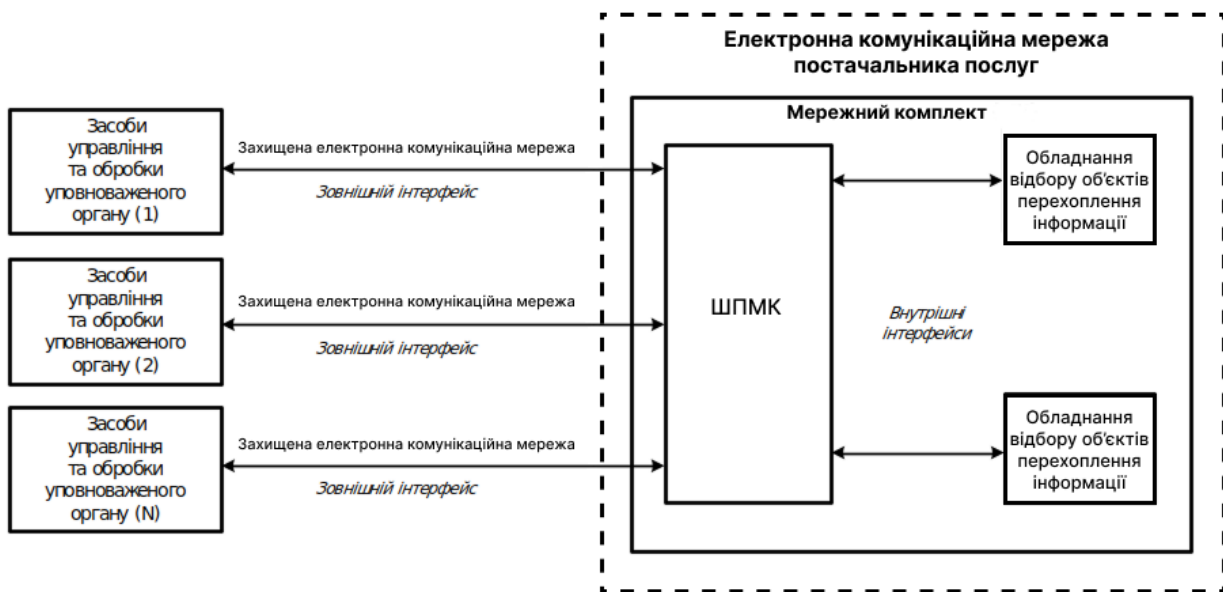 Електронна комунікаційна мережа
постачальника послуг
Мережний комплект
Засоби
управління
та обробки
уповноваженого
органу (1)
Захищена електронна комунікаційна мережа
Зовнішній інтерфейс
Обладнання
відбору об'єктів
перехоплення
інформації
Засоби
управління
та обробки
уповноваженого
органу (2)
Захищена електронна комунікаційна мережа
Зовнішній інтерфейс
ШПМК
Внутрішні
інтерфейси
Засоби
управління
та обробки
уповноваженого
органу (N)
Захищена електронна комунікаційна мережа
Зовнішній інтерфейс
Обладнання
відбору об'єктів
перехоплення
інформації